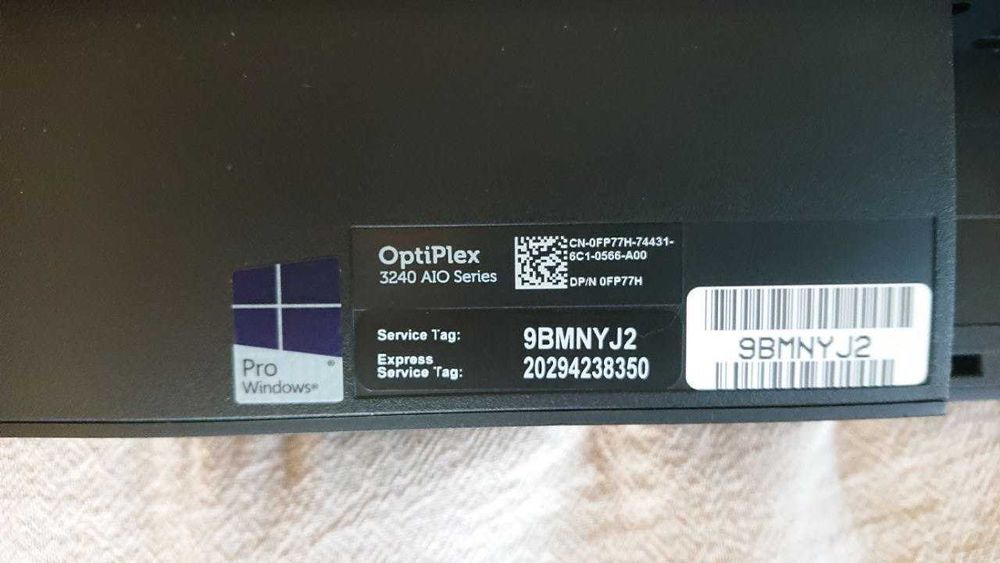 OptiPlex
3240 AIO Series
CN-0FP77H-74431-
6C1-0566-A00
DP/N 0FP77H
Service Tag: 9BMNYJ2
Express
Service Tag: 20294238350
Pro ®
Windows®
9BMNYJ2